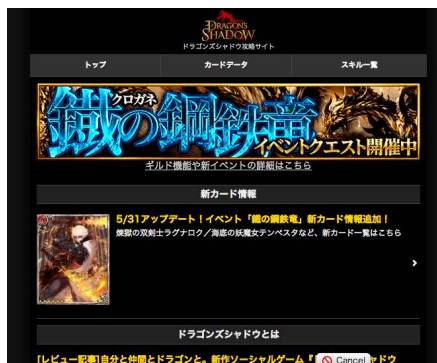 DRAGON'S
SHADOW
ドラゴンズシャドウ攻略サイト
トップ
カードデータ
スキル一覧
クロガネ
鐵の鋼鉄竜
イベントクエスト開催中
ギルド機能や新イベントの詳細はこちら
新カード情報
5/31アップデート!イベント「鐵の鋼鉄竜」新カード情報追加!
煉獄の双剣士ラグナロク/海底の妖魔女テンペスタなど、新カード一覧はこちら
ドラゴンズシャドウとは
[レビュー記事]自分と仲間とドラゴンと。新作ソーシャルゲーム『
Cancel
ャドウ